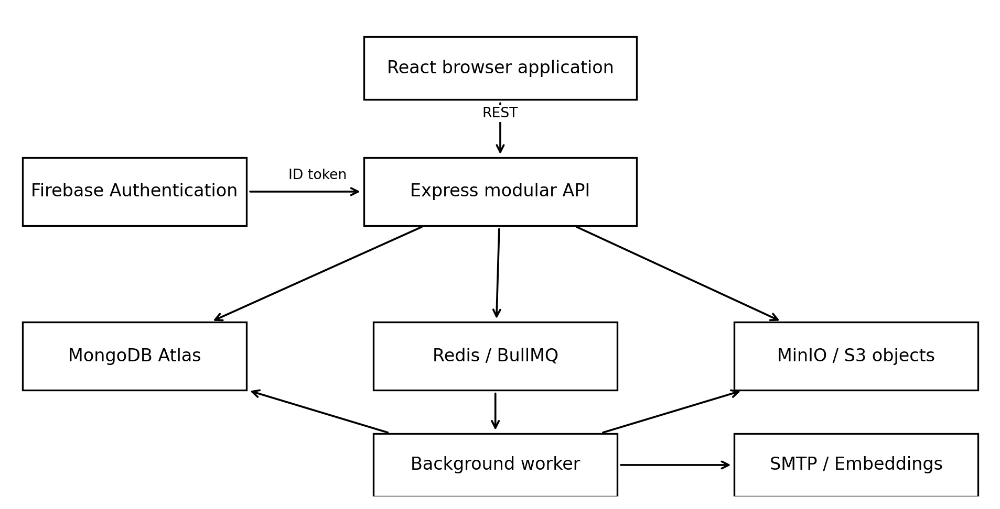 React browser application
REST
Firebase Authentication
ID token
Express modular API
MongoDB Atlas
Redis / BullMQ
MinIO / S3 objects
Background worker
SMTP / Embeddings